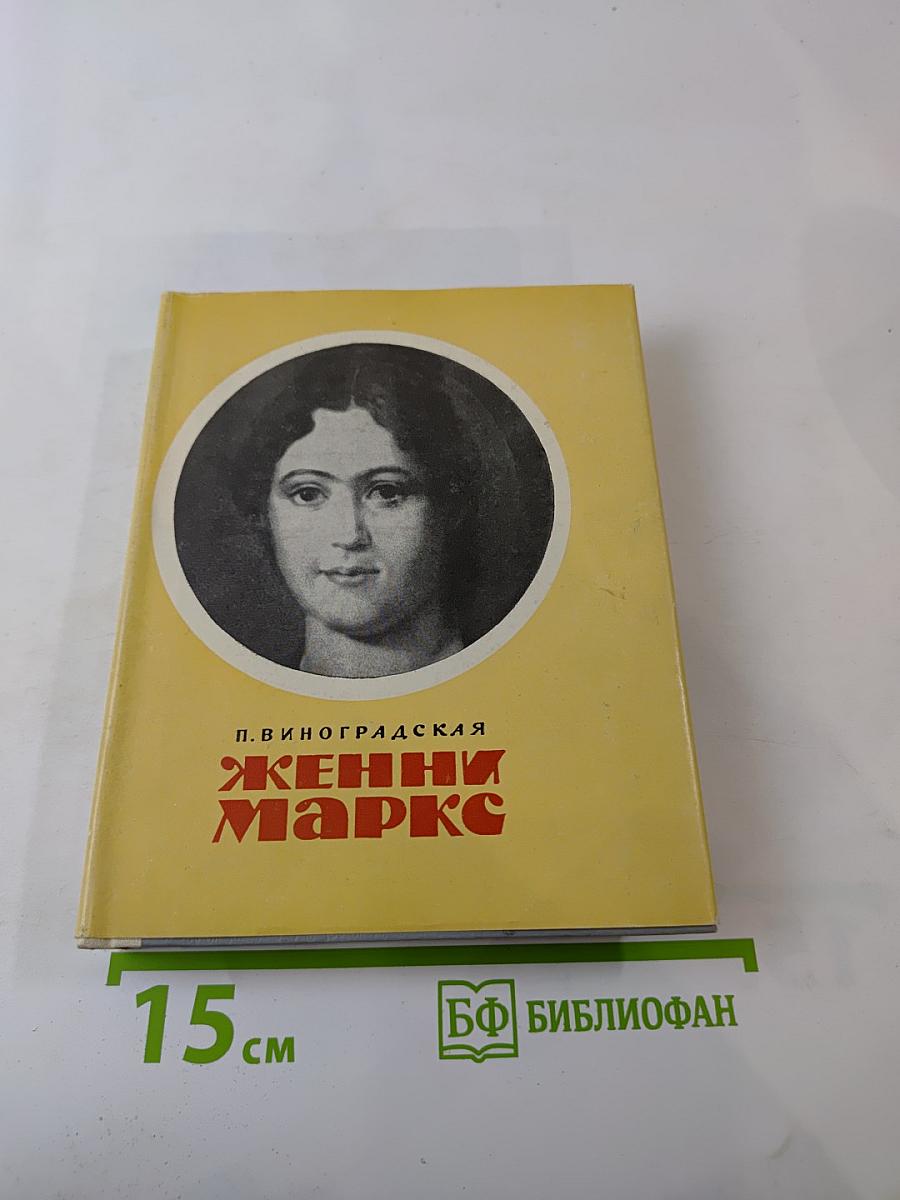 П. ВИНОГРАДСКАЯ
ЖЕННИ
МАРКС
15 см
БФ БИБЛИОФАН